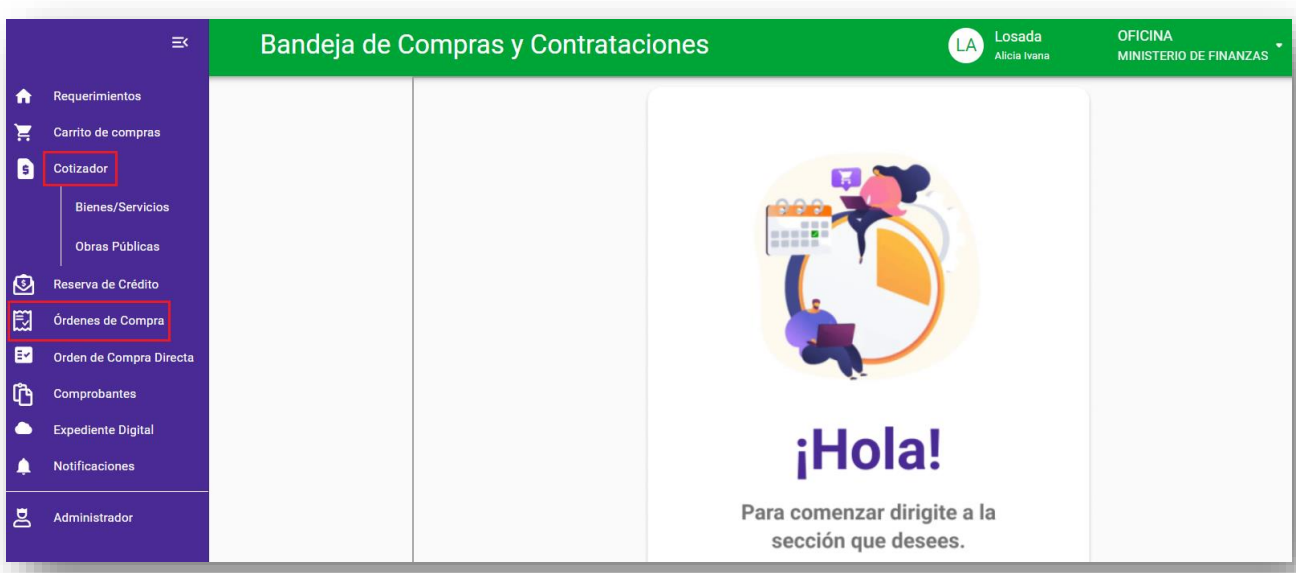 Bandeja de Compras y Contrataciones
LA
Losada
Alicia Ivana
OFICINA
MINISTERIO DE FINANZAS
Requerimientos
Carrito de compras
Cotizador
Bienes/Servicios
Obras Públicas
Reserva de Crédito
Órdenes de Compra
Orden de Compra Directa
Comprobantes
Expediente Digital
Notificaciones
Administrador
¡Hola!
Para comenzar dirigite a la
sección que desees.